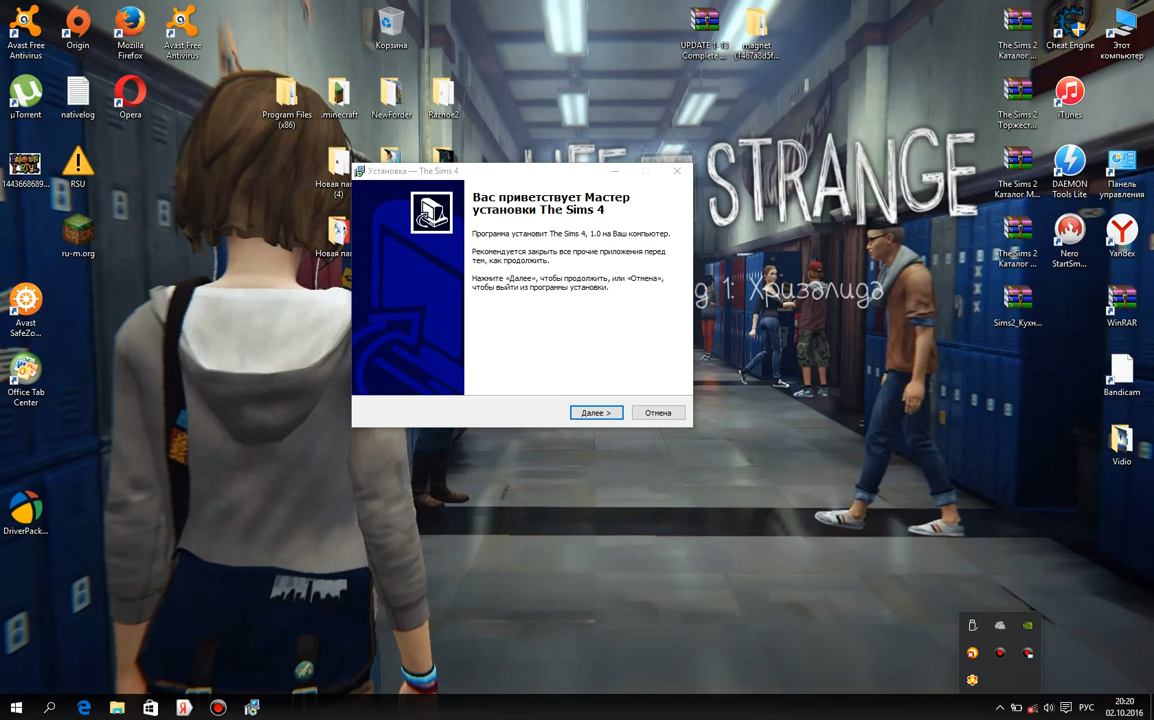 Avast Free
Antivirus
Origin
Mozilla
Firefox
Avast Free
Antivirus
Корзина
UPDATE 1-13
Complete ...
magnet
(1467a8d5f...
The Sims 2
Каталог ...
Cheat Engine
Этот
компьютер
µTorrent
nativelog
Opera
Program Files
(x86)
.minecraft
NewForder
Raznoe2
The Sims 2
Торжест...
iTunes
1443668689...
RSU
Новая пап
(4)
The Sims 2
Каталог М...
DAEMON
Tools Lite
Панель
управления
ru-m.org
Новая пап
The Sims 2
Каталог ...
Nero
StartSm...
Yandex
Avast
SafeZo...
Sims2_Кухн...
WinRAR
Office Tab
Center
Bandicam
Vidio
DriverPack...
STRANGE
д 1: Хризалида
Установка — The Sims 4
Вас приветствует Мастер
установки The Sims 4
Программа установит The Sims 4, 1.0 на Ваш компьютер.
Рекомендуется закрыть все прочие приложения перед
тем, как продолжить.
Нажмите «Далее», чтобы продолжить, или «Отмена»,
чтобы выйти из программы установки.
Далее >
Отмена
РУС
20:20
02.10.2016